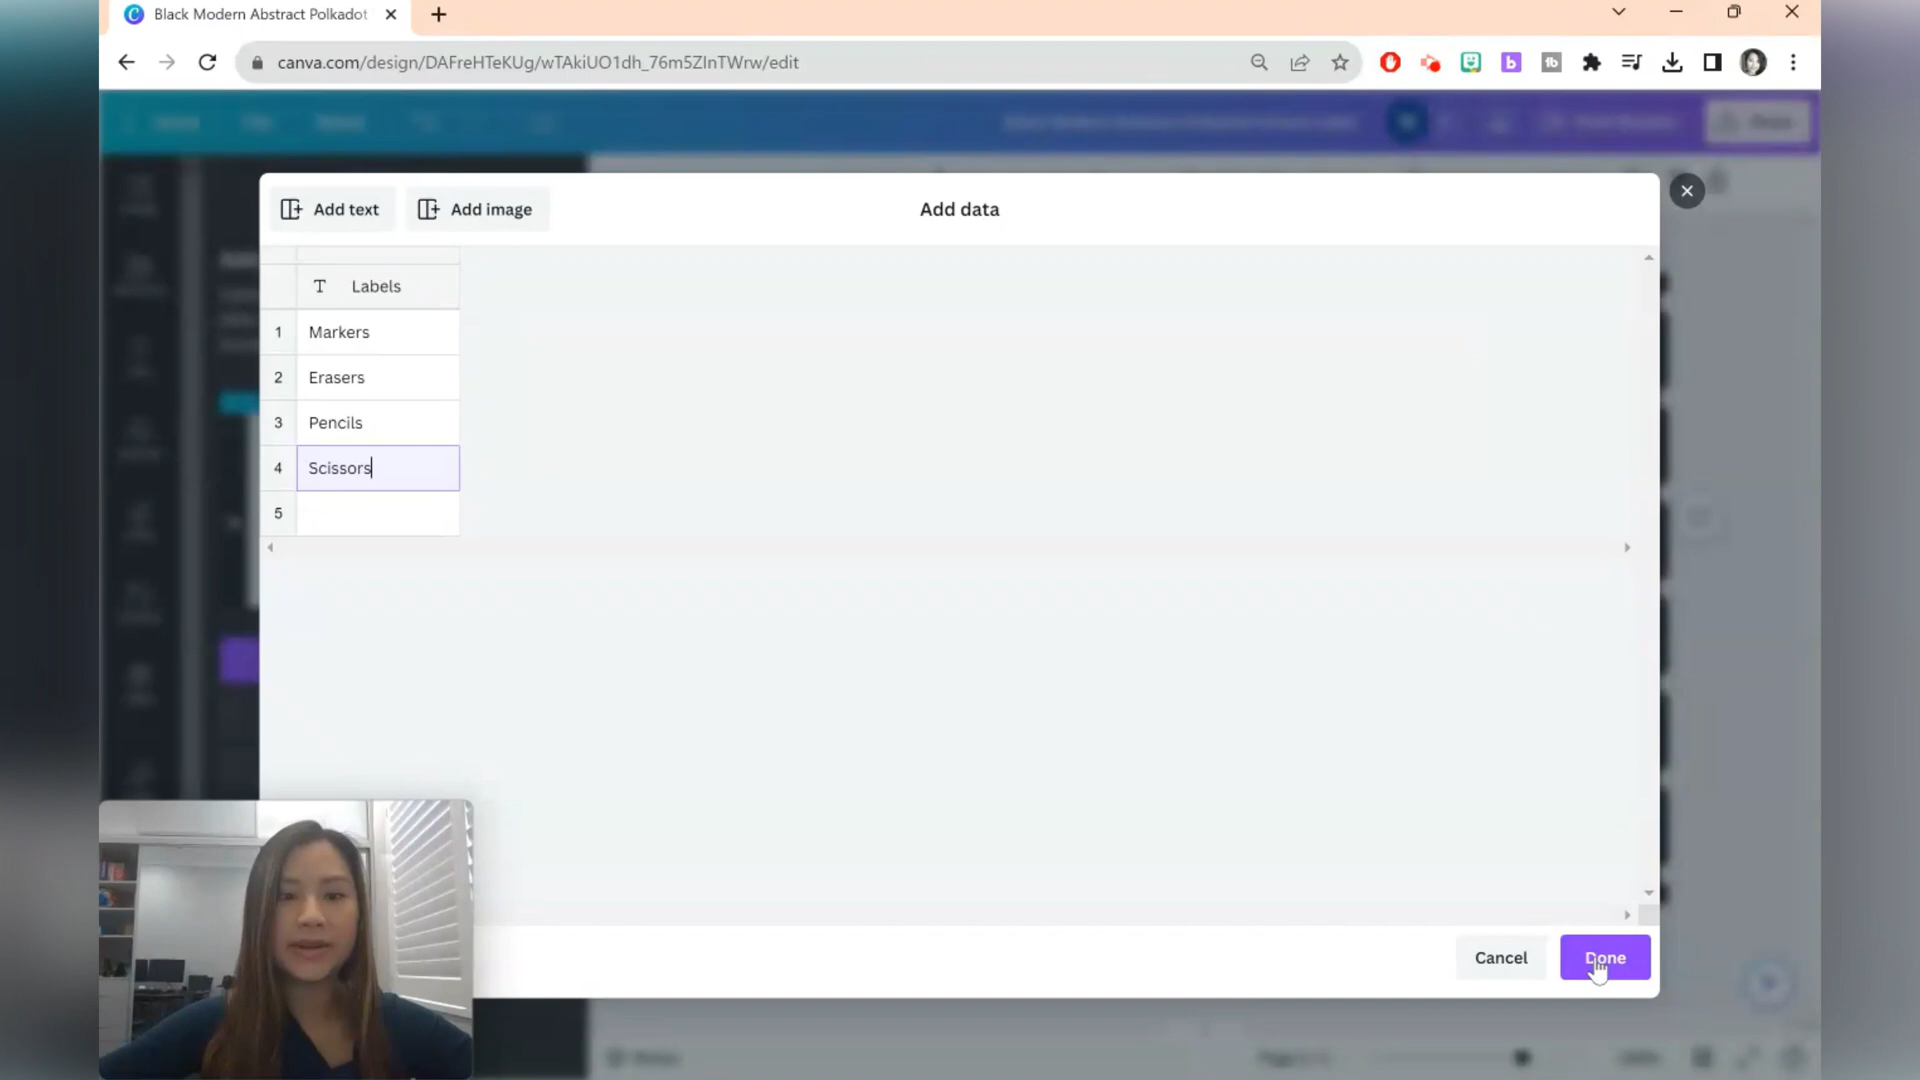 Black Modern Abstract Polkadot
canva.com/design/DAFreHTeKUg/wTAkiUO1dh_76m5ZInTWrw/edit
Add text
Add image
Add data
T Labels
1 Markers
2 Erasers
3 Pencils
4 Scissors
5
Cancel
Done